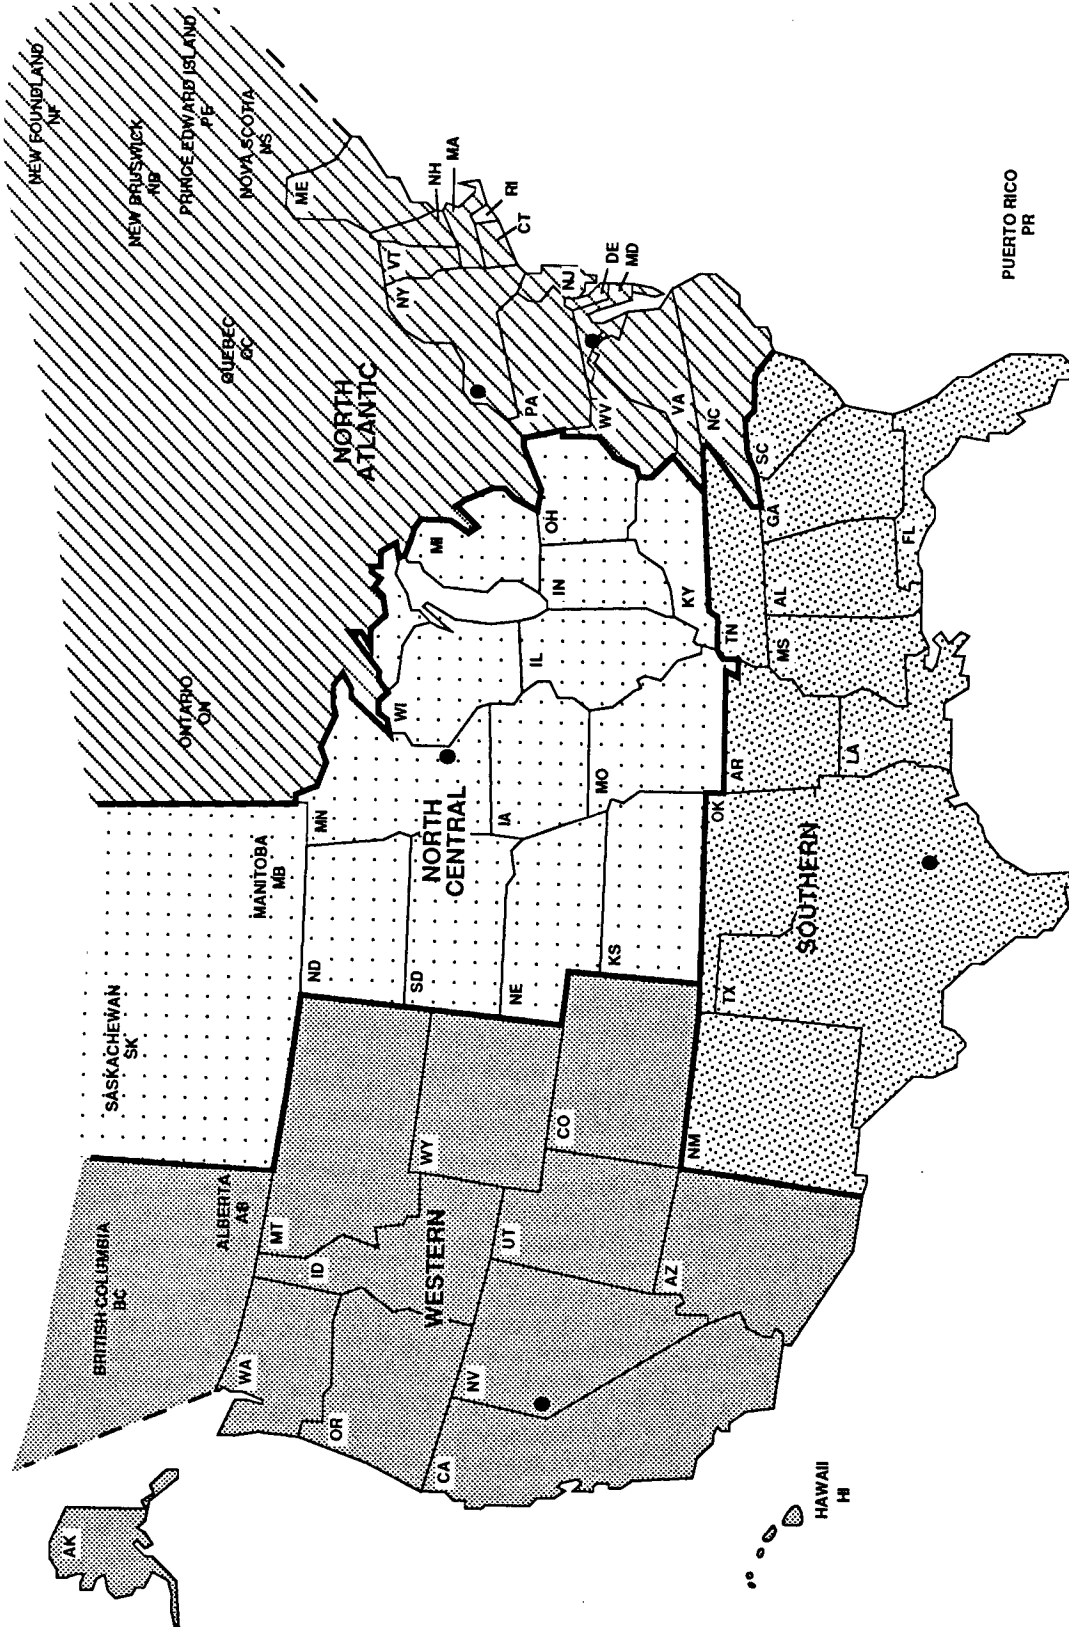 AK
HAWAII
HI
BRITISH COLUMBIA
BC
ALBERTA
AB
SASKACHEWAN
SK
MANITOBA
MB
ONTARIO
ON
QUEBEC
QC
NEW FOUNDLAND
NF
NEW BRUSWICK
NB
PRINCE EDWARD ISLAND
PE
NOVA SCOTIA
NS
WESTERN
WA
OR
CA
NV
ID
MT
WY
UT
AZ
CO
NORTH
CENTRAL
ND
SD
NE
KS
MN
IA
MO
WI
IL
MI
IN
OH
KY
SOUTHERN
NM
TX
OK
AR
LA
TN
MS
AL
GA
FL
SC
NORTH
ATLANTIC
ME
VT
NY
NH
MA
RI
CT
NJ
DE
MD
PA
WV
VA
NC
PUERTO RICO
PR